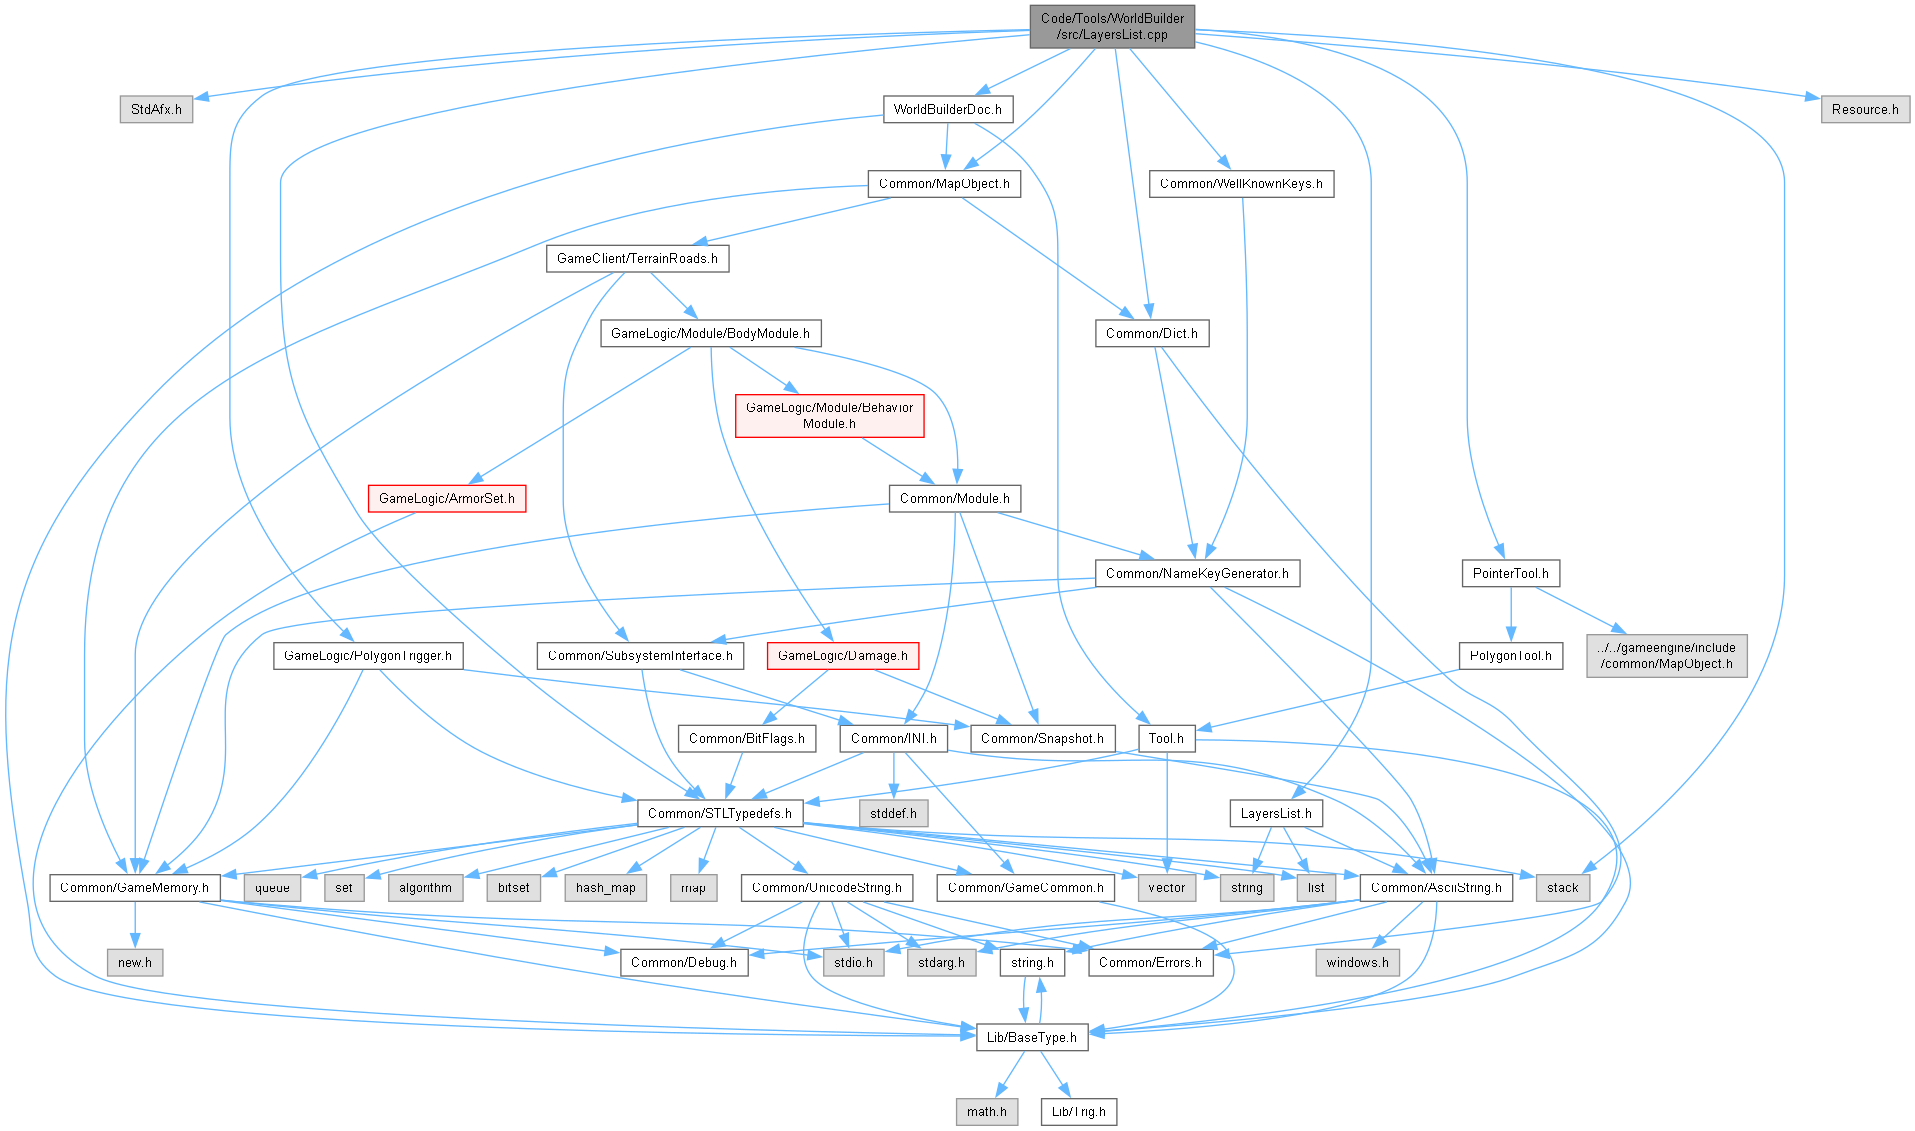 Code/Tools/WorldBuilder
/src/LayersList.cpp
StdAfx.h
WorldBuilderDoc.h
Resource.h
Common/MapObject.h
Common/WellKnownKeys.h
GameClient/TerrainRoads.h
GameLogic/Module/BodyModule.h
Common/Dict.h
GameLogic/Module/Behavior
Module.h
GameLogic/ArmorSet.h
Common/Module.h
Common/NameKeyGenerator.h
PointerTool.h
GameLogic/PolygonTrigger.h
Common/SubsystemInterface.h
GameLogic/Damage.h
PolygonTool.h
../../gameengine/include
/common/MapObject.h
Common/BitFlags.h
Common/INI.h
Common/Snapshot.h
Tool.h
Common/STLTypedefs.h
stddef.h
LayersList.h
Common/GameMemory.h
queue
set
algorithm
bitset
hash_map
map
Common/UnicodeString.h
Common/GameCommon.h
vector
string
list
Common/AsciiString.h
stack
new.h
Common/Debug.h
stdio.h
stdarg.h
string.h
Common/Errors.h
windows.h
Lib/BaseType.h
math.h
Lib/Trig.h